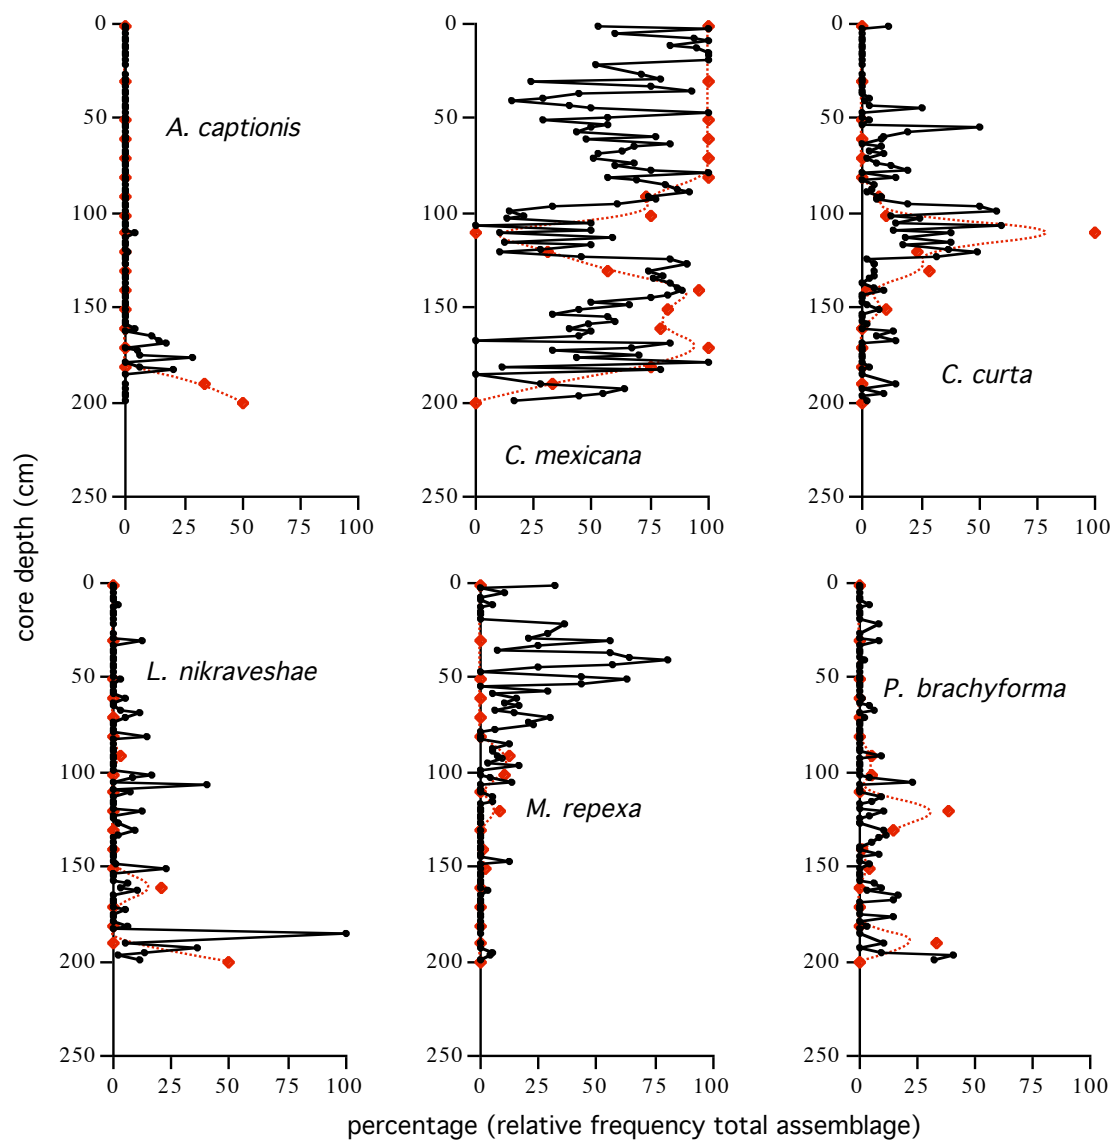 0
50
100
150
200
250
0 25 50 75 100
A. captionis
0
50
100
150
200
250
0 25 50 75 100
C. mexicana
0
50
100
150
200
250
0 25 50 75 100
C. curta
core depth (cm)
0
50
100
150
200
250
0 25 50 75 100
L. nikraveshae
0
50
100
150
200
250
0 25 50 75 100
M. repexa
0
50
100
150
200
250
0 25 50 75 100
P. brachyforma
percentage (relative frequency total assemblage)